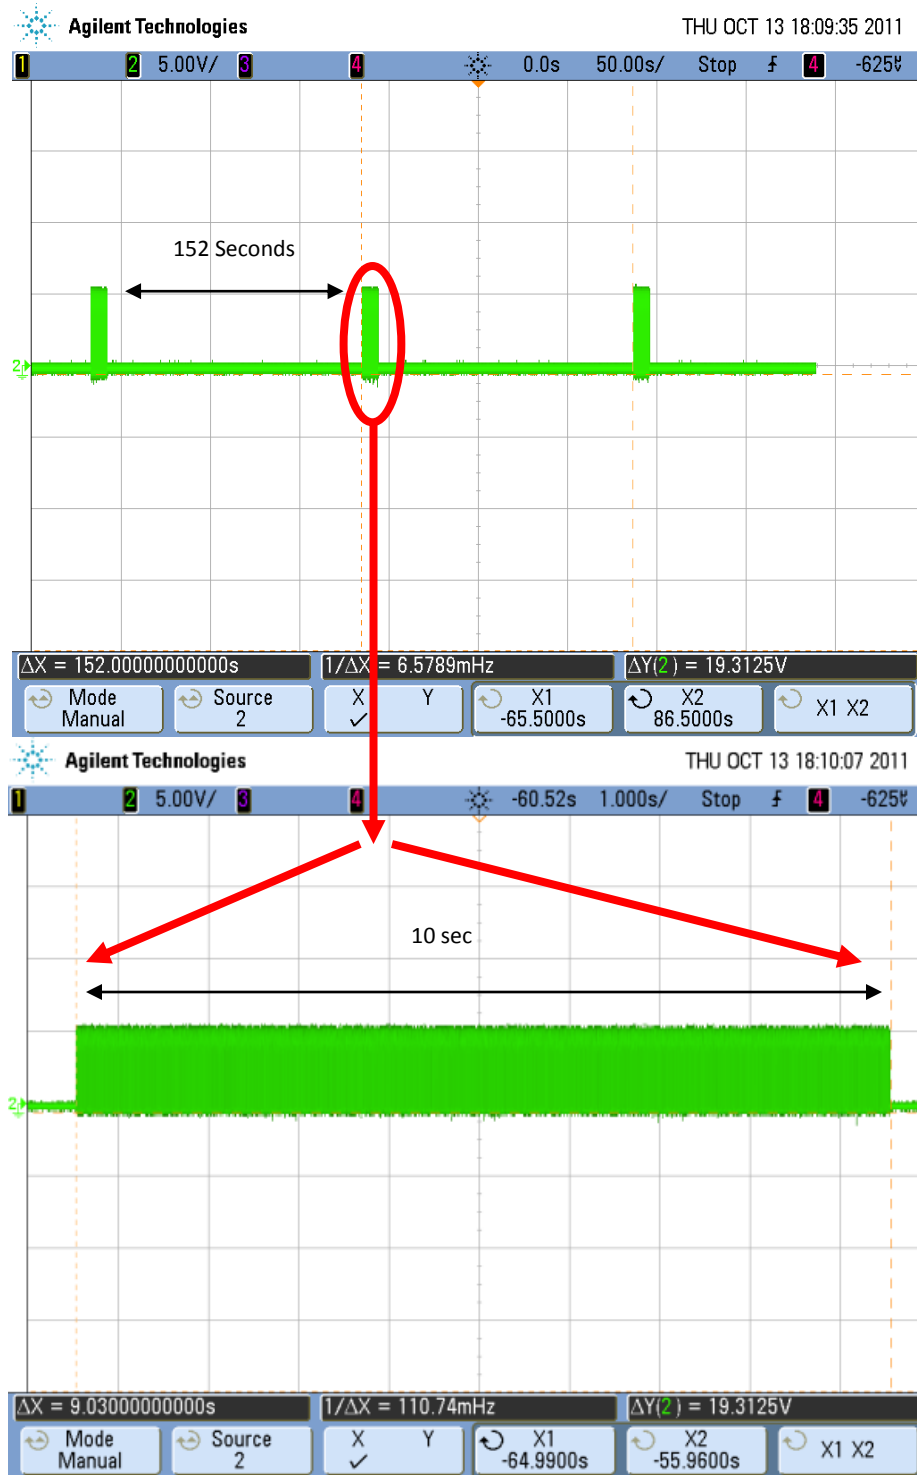 Agilent Technologies THU OCT 13 18:09:35 2011
1 2 5.00V/ 3 4 0.0s 50.00s/ Stop 4 -625
152 Seconds
2
ΔX = 152.00000000000s 1/ΔX = 6.5789mHz ΔY(2) = 19.3125V
Mode Source X Y X1 X2 X1 X2
Manual 2 ✓ -65.5000s 86.5000s
Agilent Technologies THU OCT 13 18:10:07 2011
1 2 5.00V/ 3 4 -60.52s 1.000s/ Stop 4 -625
10 sec
2
ΔX = 9.03000000000s 1/ΔX = 110.74mHz ΔY(2) = 19.3125V
Mode Source X Y X1 X2 X1 X2
Manual 2 ✓ -64.9900s -55.9600s